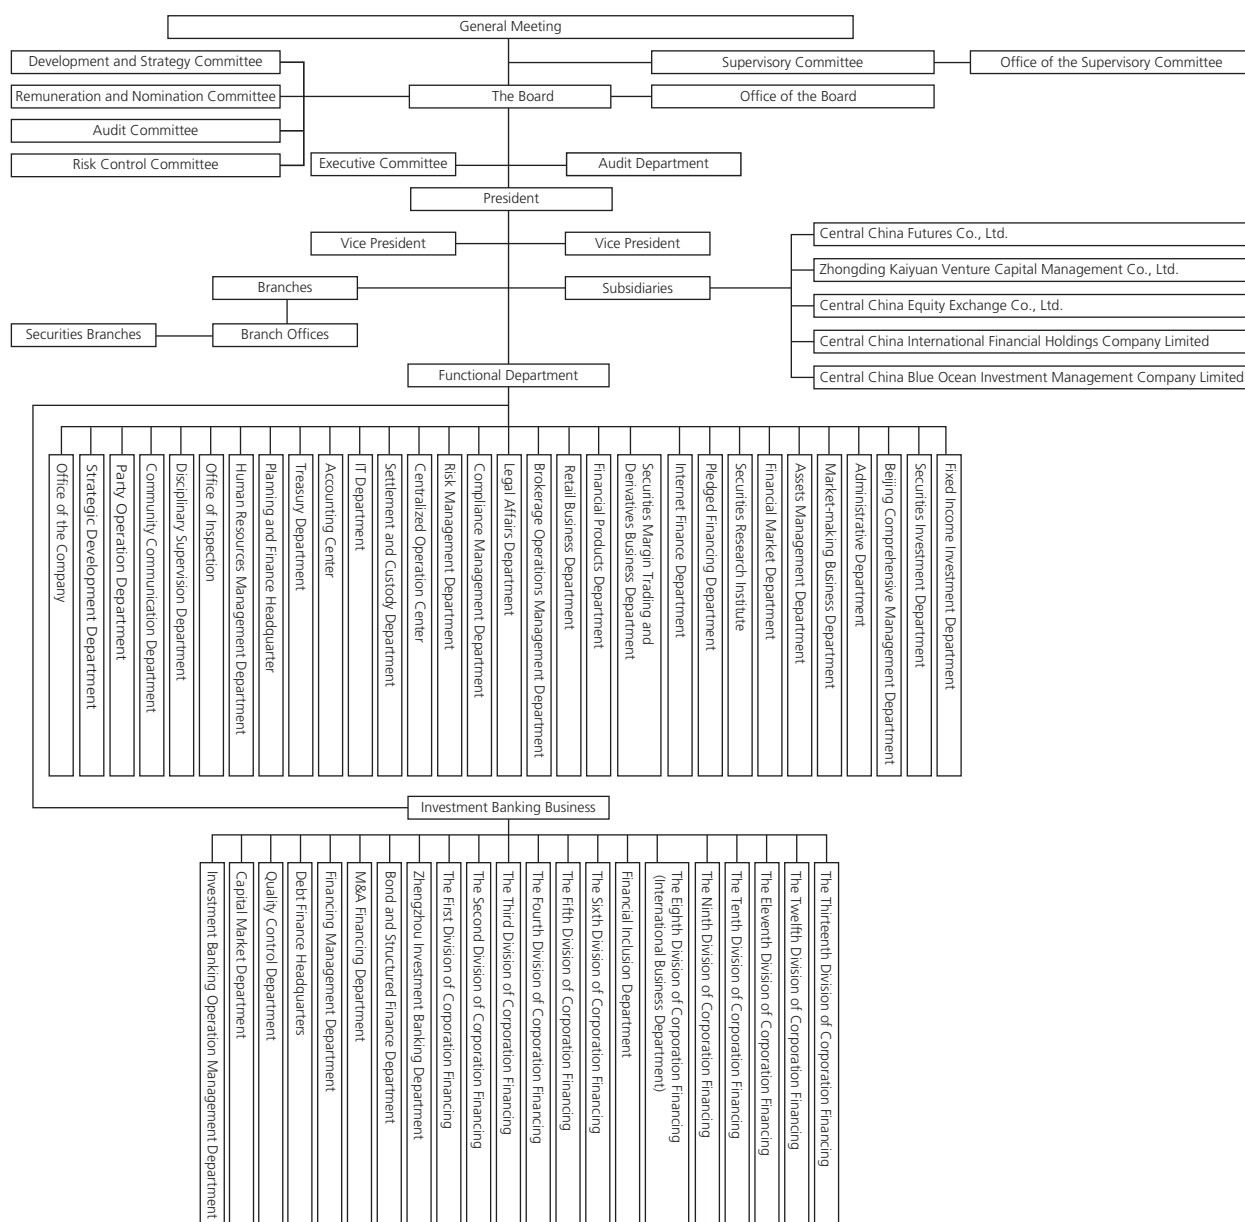 General Meeting
Development and Strategy Committee
Supervisory Committee
Office of the Supervisory Committee
Remuneration and Nomination Committee
The Board
Office of the Board
Audit Committee
Risk Control Committee
Executive Committee
Audit Department
President
Vice President
Vice President
Central China Futures Co., Ltd.
Zhongding Kaiyuan Venture Capital Management Co., Ltd.
Branches
Subsidiaries
Central China Equity Exchange Co., Ltd.
Securities Branches
Branch Offices
Central China International Financial Holdings Company Limited
Functional Department
Central China Blue Ocean Investment Management Company Limited
Office of the Company
Strategic Development Department
Party Operation Department
Community Communication Department
Disciplinary Supervision Department
Office of Inspection
Human Resources Management Department
Planning and Finance Headquarter
Treasury Department
Accounting Center
IT Department
Settlement and Custody Department
Centralized Operation Center
Risk Management Department
Compliance Management Department
Legal Affairs Department
Brokerage Operations Management Department
Retail Business Department
Financial Products Department
Securities Margin Trading and
Derivatives Business Department
Internet Finance Department
Pledged Financing Department
Securities Research Institute
Financial Market Department
Assets Management Department
Market-making Business Department
Administrative Department
Beijing Comprehensive Management Department
Securities Investment Department
Fixed Income Investment Department
Investment Banking Business
Investment Banking Operation Management Department
Capital Market Department
Quality Control Department
Debt Finance Headquarters
Financing Management Department
M&A Financing Department
Bond and Structured Finance Department
Zhengzhou Investment Banking Department
The First Division of Corporation Financing
The Second Division of Corporation Financing
The Third Division of Corporation Financing
The Fourth Division of Corporation Financing
The Fifth Division of Corporation Financing
The Sixth Division of Corporation Financing
Financial Inclusion Department
The Eighth Division of Corporation Financing
(International Business Department)
The Ninth Division of Corporation Financing
The Tenth Division of Corporation Financing
The Eleventh Division of Corporation Financing
The Twelfth Division of Corporation Financing
The Thirteenth Division of Corporation Financing